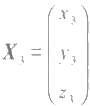 X₃ = (x₃
y₃
z₃)